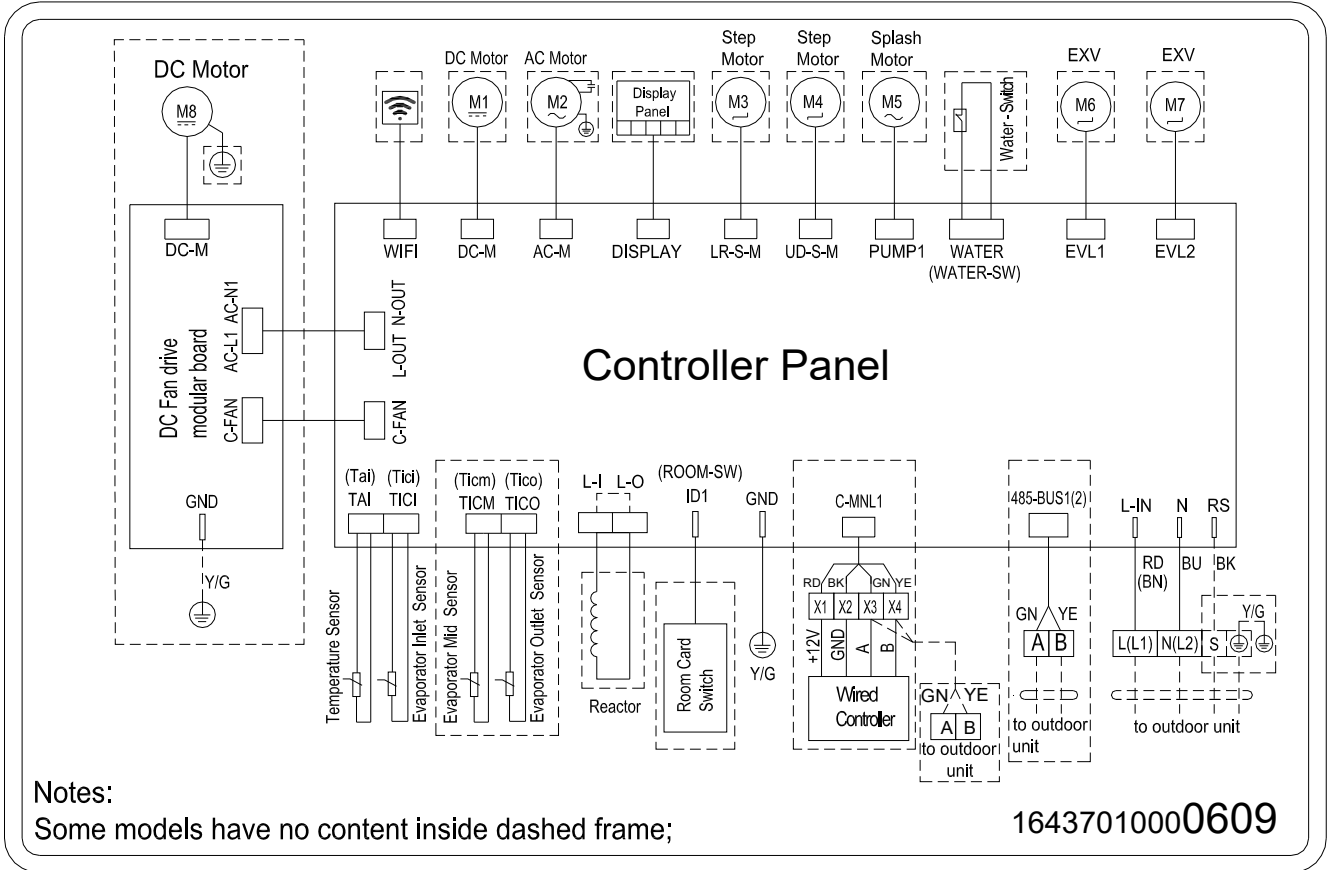 DC Motor
M8
DC-M
AC-L1 AC-N1
DC Fan drive
modular board
C-FAN
GND
Y/G
DC Motor
AC Motor
Step
Motor
Step
Motor
Splash
Motor
EXV
EXV
M1
M2
Display
Panel
M3
M4
M5
Water-Switch
M6
M7
WIFI
DC-M
AC-M
DISPLAY
LR-S-M
UD-S-M
PUMP1
WATER
(WATER-SW)
EVL1
EVL2
L-OUT N-OUT
C-FAN
Controller Panel
(Tai)
TAI
(Tici)
TICI
(Ticm)
TICM
(Tico)
TICO
L-I
L-O
(ROOM-SW)
ID1
GND
C-MNL1
485-BUS1(2)
L-IN
N
RS
Temperature Sensor
Evaporator Inlet Sensor
Evaporator Mid Sensor
Evaporator Outlet Sensor
Reactor
Room Card
Switch
Y/G
RD BK GN YE
X1 X2 X3 X4
+12V
GND
A
B
Wired
Controller
GN YE
A B
to outdoor
unit
GN YE
A B
to outdoor
unit
RD
(BN)
BU
BK
Y/G
L(L1) N(L2) S
to outdoor unit
Notes:
Some models have no content inside dashed frame;
16437010000609